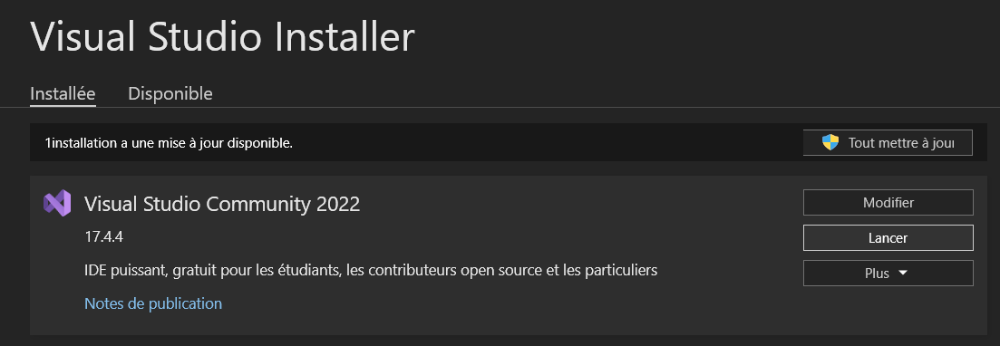 Visual Studio Installer
Installée Disponible
1installation a une mise à jour disponible.
Tout mettre à jour
Visual Studio Community 2022
Modifier
17.4.4
Lancer
IDE puissant, gratuit pour les étudiants, les contributeurs open source et les particuliers
Plus
Notes de publication